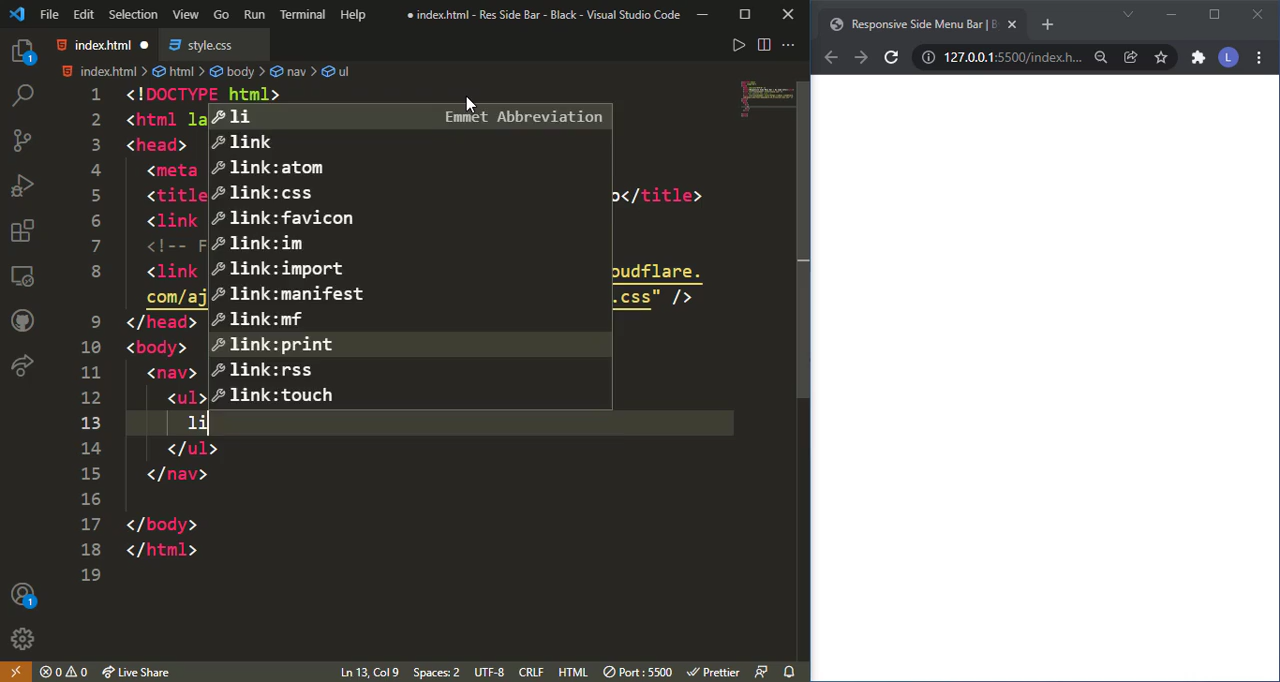 File Edit Selection View Go Run Terminal Help ● index.html - Res Side Bar - Black - Visual Studio Code
index.html ● style.css
index.html > html > body > nav > ul
1 <!DOCTYPE html>
2 <html la
3 <head>
4 <meta
5 <title o</title>
6 <link
7 <!-- F
8 <link oudflare.
com/aj .css" />
9 </head>
10 <body>
11 <nav>
12 <ul>
13 li
14 </ul>
15 </nav>
16
17 </body>
18 </html>
19
li Emmet Abbreviation
link
link:atom
link:css
link:favicon
link:im
link:import
link:manifest
link:mf
link:print
link:rss
link:touch
1
1
0 0 Live Share Ln 13, Col 9 Spaces: 2 UTF-8 CRLF HTML Port : 5500 Prettier
Responsive Side Menu Bar | B
127.0.0.1:5500/index.h... L